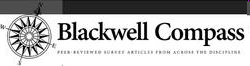 Blackwell Compass
PEER-REVIEWED SURVEY ARTICLES FROM ACROSS THE DISCIPLINE